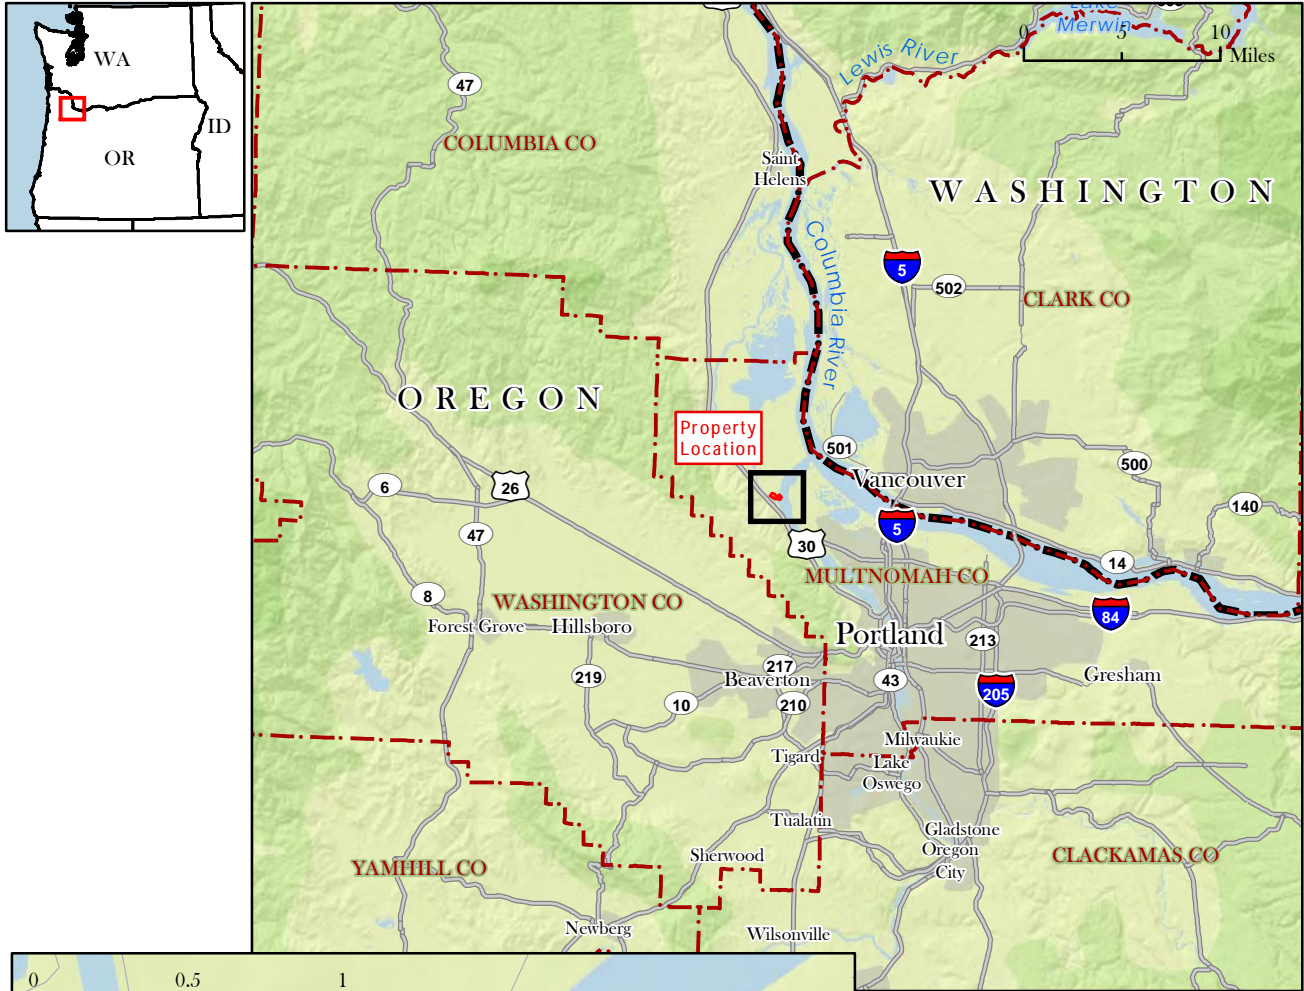 WA
OR
ID
0 5 10
Miles
Lake
Merwin
Lewis River
47
COLUMBIA CO
Saint
Helens
WASHINGTON
Columbia River
5
502
CLARK CO
OREGON
Property
Location
501
Vancouver
500
6
26
140
47
5
30
14
MULTNOMAH CO
8
WASHINGTON CO
84
Forest Grove
Hillsboro
Portland
213
217
219
Beaverton
43
Gresham
205
10
210
Milwaukie
Tigard
Lake
Oswego
Tualatin
Gladstone
Oregon
City
Sherwood
CLACKAMAS CO
YAMHILL CO
Newberg
Wilsonville
0 0.5 1